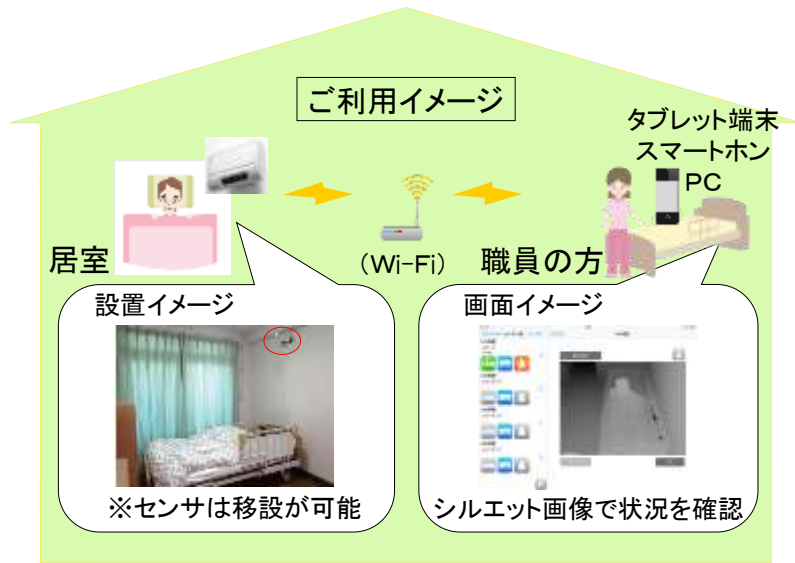 ご利用イメージ
タブレット端末
スマートホン
PC
居室
(Wi-Fi)
職員の方
設置イメージ
画面イメージ
※センサは移設が可能
シルエット画像で状況を確認